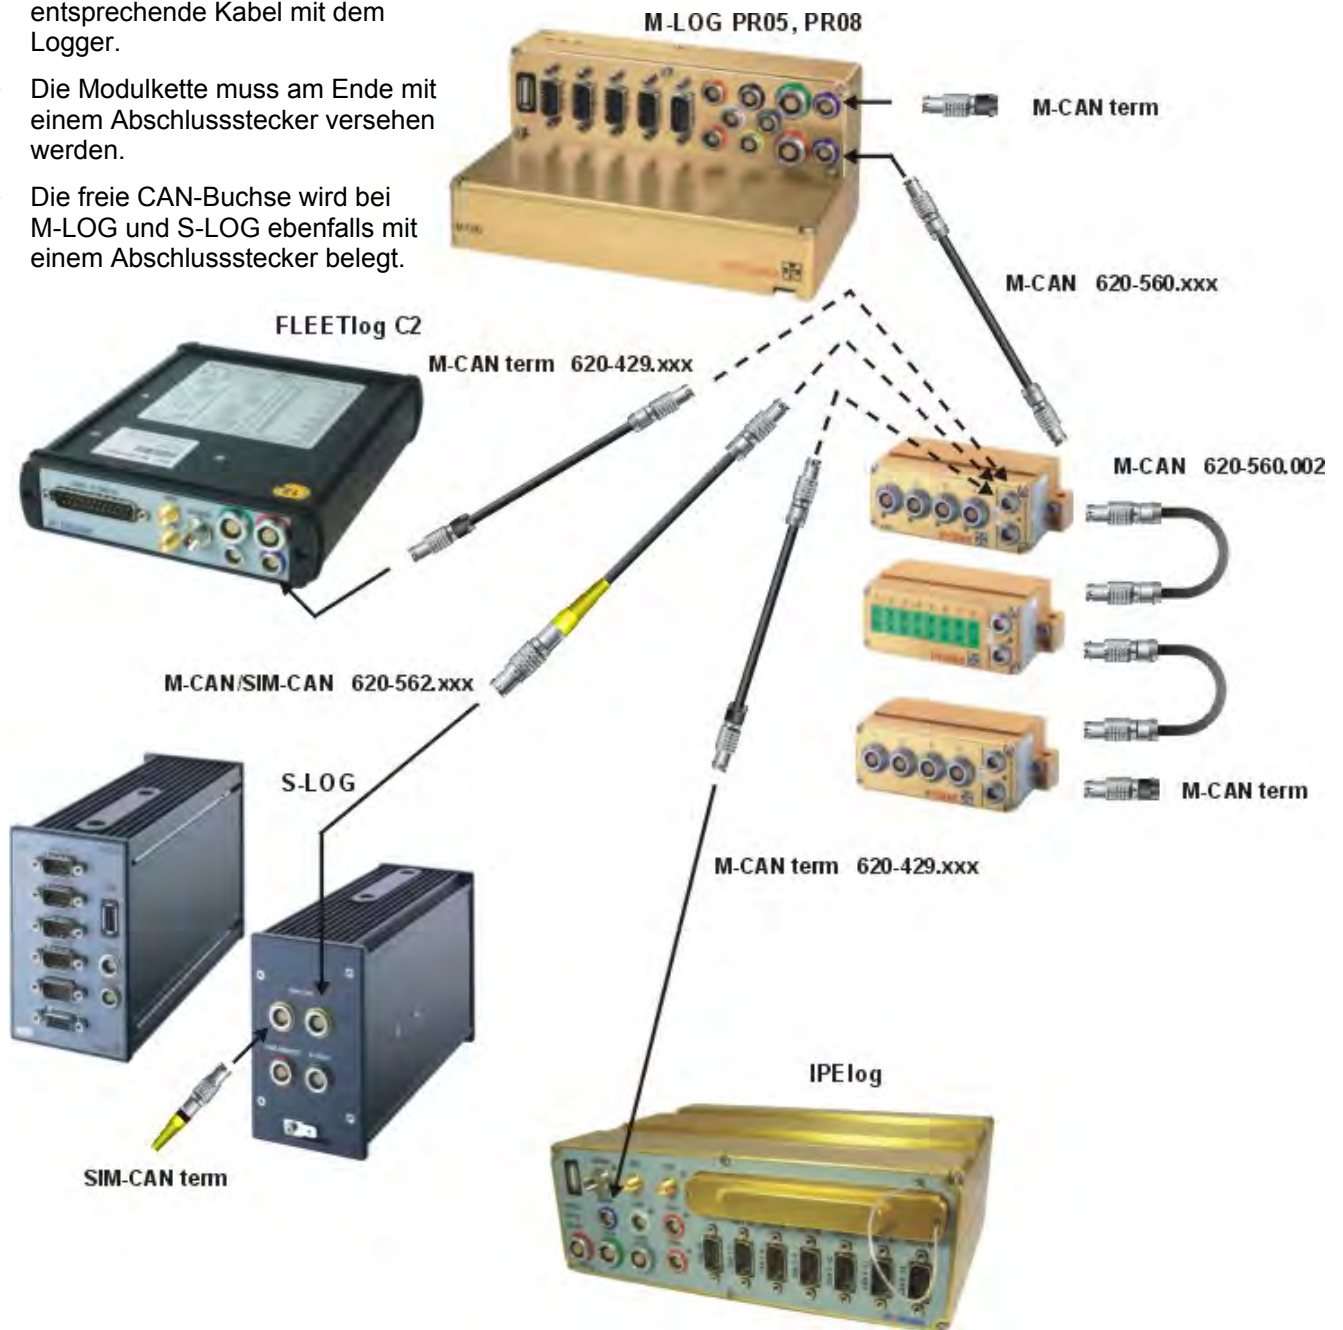 entsprechende Kabel mit dem
Logger.
Die Modulkette muss am Ende mit
einem Abschlussstecker versehen
werden.
Die freie CAN-Buchse wird bei
M-LOG und S-LOG ebenfalls mit
einem Abschlussstecker belegt.
M-LOG PR05, PR08
M-CAN term
M-CAN 620-560.xxx
FLEETlog C2
M-CAN term 620-429.xxx
M-CAN 620-560.002
M-CAN/SIM-CAN 620-562.xxx
S-LOG
M-CAN term
M-CAN term 620-429.xxx
IPElog
SIM-CAN term